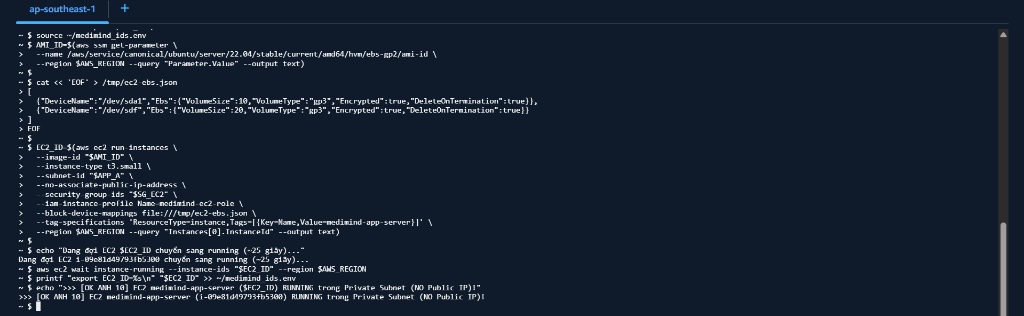 ap-southeast-1 +
~ $ source ~/medimind_ids.env
~ $ AMI_ID=$(aws ssm get-parameter \
> --name /aws/service/canonical/ubuntu/server/22.04/stable/current/amd64/hvm/ebs-gp2/ami-id \
> --region $AWS_REGION --query "Parameter.Value" --output text)
~ $
~ $ cat << 'EOF' > /tmp/ec2-ebs.json
> [
> {"DeviceName":"/dev/sda1","Ebs":{"VolumeSize":10,"VolumeType":"gp3","Encrypted":true,"DeleteOnTermination":true}},
> {"DeviceName":"/dev/sdf","Ebs":{"VolumeSize":20,"VolumeType":"gp3","Encrypted":true,"DeleteOnTermination":true}}
> ]
> EOF
~ $
~ $ EC2_ID=$(aws ec2 run-instances \
> --image-id "$AMI_ID" \
> --instance-type t3.small \
> --subnet-id "$APP_A" \
> --no-associate-public-ip-address \
> --security-group-ids "$SG_EC2" \
> --iam-instance-profile Name=medimind-ec2-role \
> --block-device-mappings file:///tmp/ec2-ebs.json \
> --tag-specifications 'ResourceType=instance,Tags=[{Key=Name,Value=medimind-app-server}]' \
> --region $AWS_REGION --query "Instances[0].InstanceId" --output text)
~ $
~ $ echo "Đang đợi EC2 $EC2_ID chuyển sang running (~25 giây)..."
Đang đợi EC2 i-09e81d49793fb5300 chuyển sang running (~25 giây)...
~ $ aws ec2 wait instance-running --instance-ids "$EC2_ID" --region $AWS_REGION
~ $ printf "export EC2_ID=%s\n" "$EC2_ID" >> ~/medimind_ids.env
~ $ echo ">>> [OK ANH 10] EC2 medimind-app-server ($EC2_ID) RUNNING trong Private Subnet (NO Public IP)!"
>>> [OK ANH 10] EC2 medimind-app-server (i-09e81d49793fb5300) RUNNING trong Private Subnet (NO Public IP)!
~ $